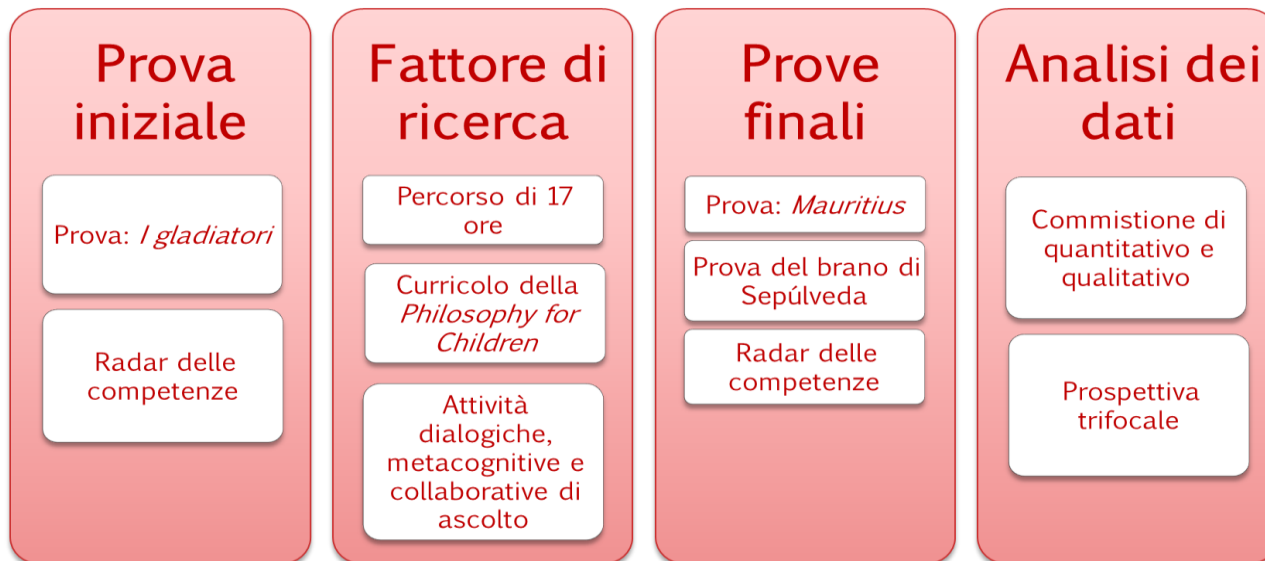 Prova
iniziale
Prova: I gladiatori
Radar delle
competenze
Fattore di
ricerca
Percorso di 17
ore
Curricolo della
Philosophy for
Children
Attività
dialogiche,
metacognitive e
collaborative di
ascolto
Prove
finali
Prova: Mauritius
Prova del brano di
Sepúlveda
Radar delle
competenze
Analisi dei
dati
Commistione di
quantitativo e
qualitativo
Prospettiva
trifocale